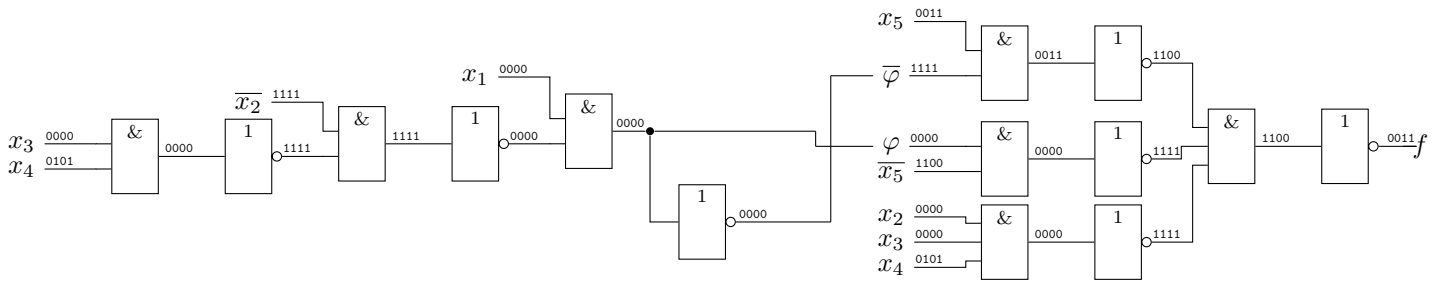 x₅ 0011
& 0011 1 1100
x₁ 0000
φ̅ 1111
x̅₂ 1111
& 0000
& 1111 1 0000
x₃ 0000
x₄ 0101
& 0000 1 1111
φ 0000
x̅₅ 1100
& 0000 1 1111
& 1100 1 0011 f
1 0000
x₂ 0000
x₃ 0000
x₄ 0101
& 0000 1 1111